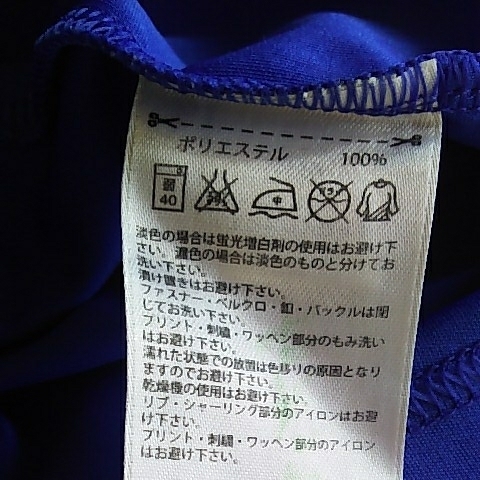 ポリエステル 100%
弱 40 エンソ 中 ドライ
淡色の場合は蛍光増白剤の使用はお避け下
さい。濃色の場合は淡色のものと分けてお
洗い下さい。
漬け置きはお避け下さい。
ファスナー・ベルクロ・釦・バックルは閉
じてお洗い下さい。
プリント・刺繍・ワッペン部分のもみ洗い
はお避け下さい。
濡れた状態での放置は色移りの原因となり
ますのでお避け下さい。
乾燥機の使用はお避け下さい。
リブ・シャーリング部分のアイロンはお避
け下さい。
プリント・刺繍・ワッペン部分のアイロン
はお避け下さい。